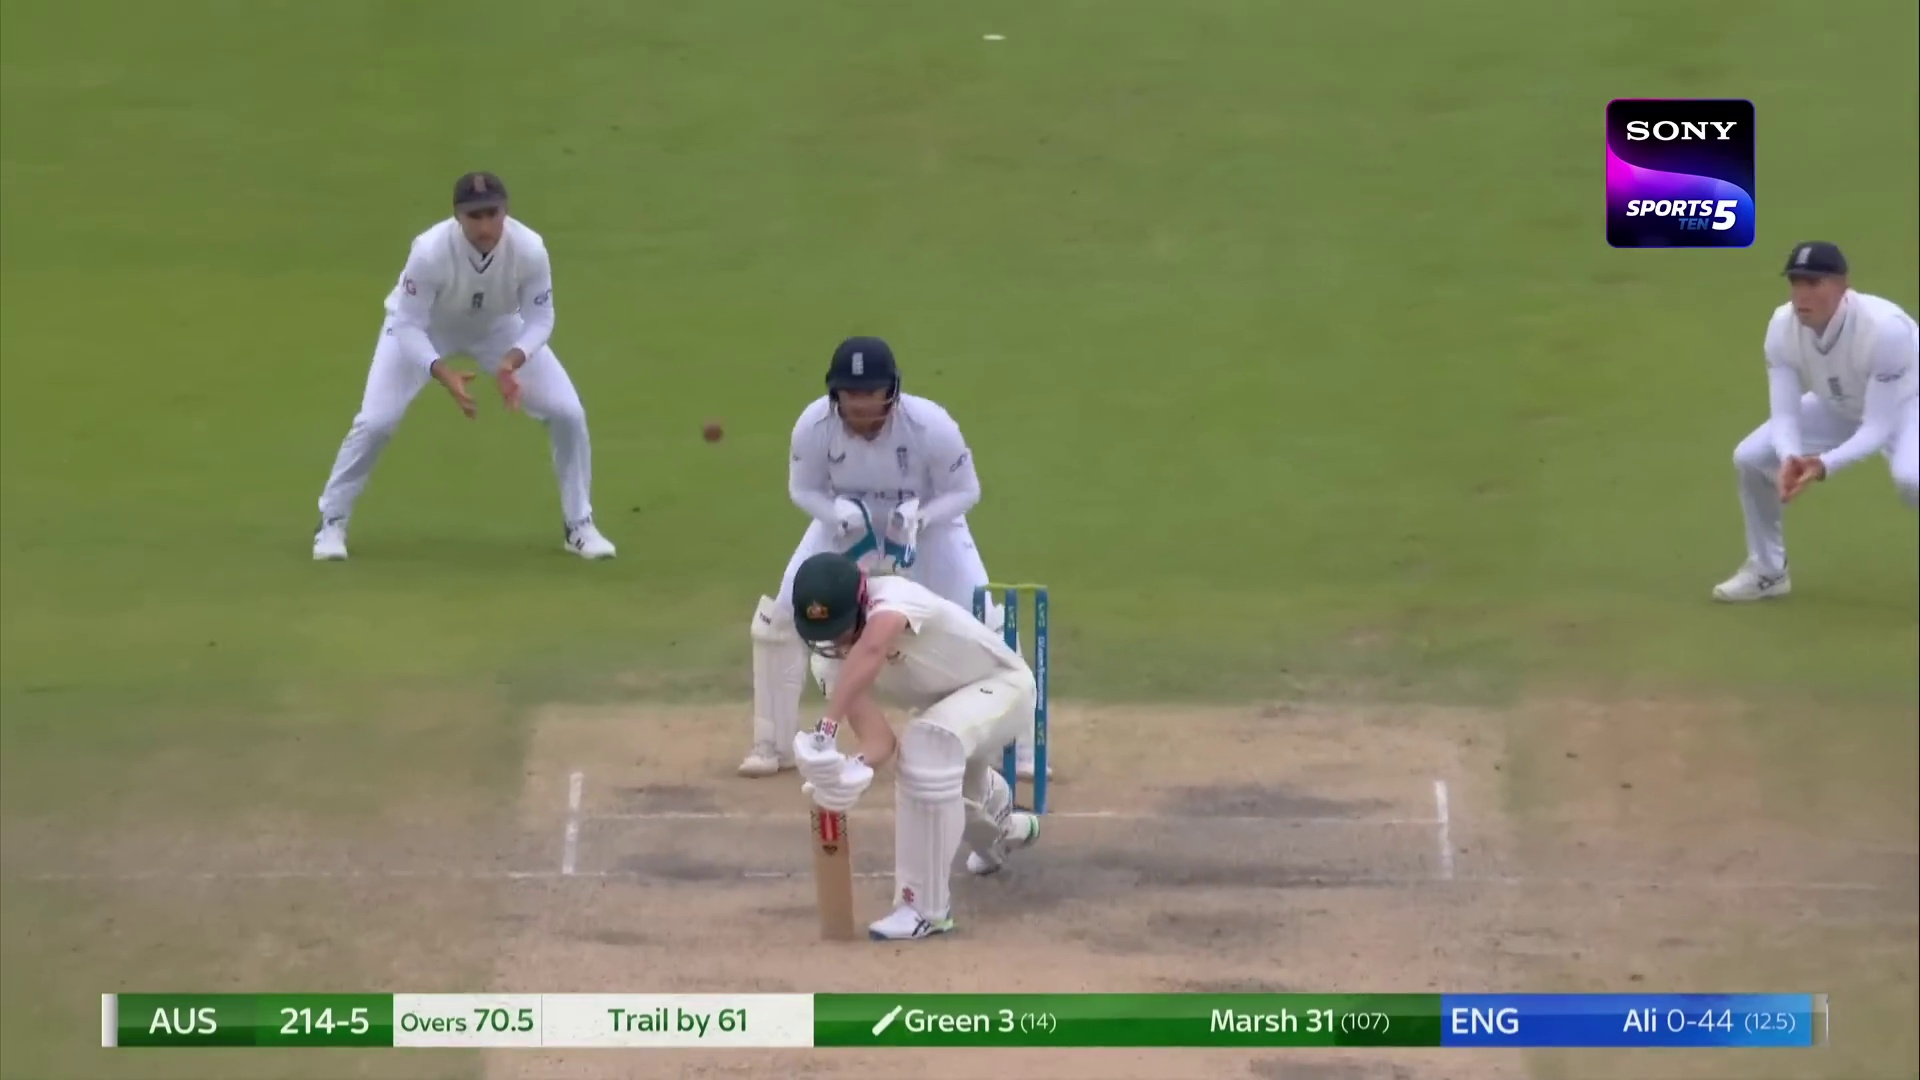 SONY
SPORTS
TEN 5
AUS 214-5 Overs 70.5 Trail by 61 Green 3 (14) Marsh 31 (107) ENG Ali 0-44 (12.5)